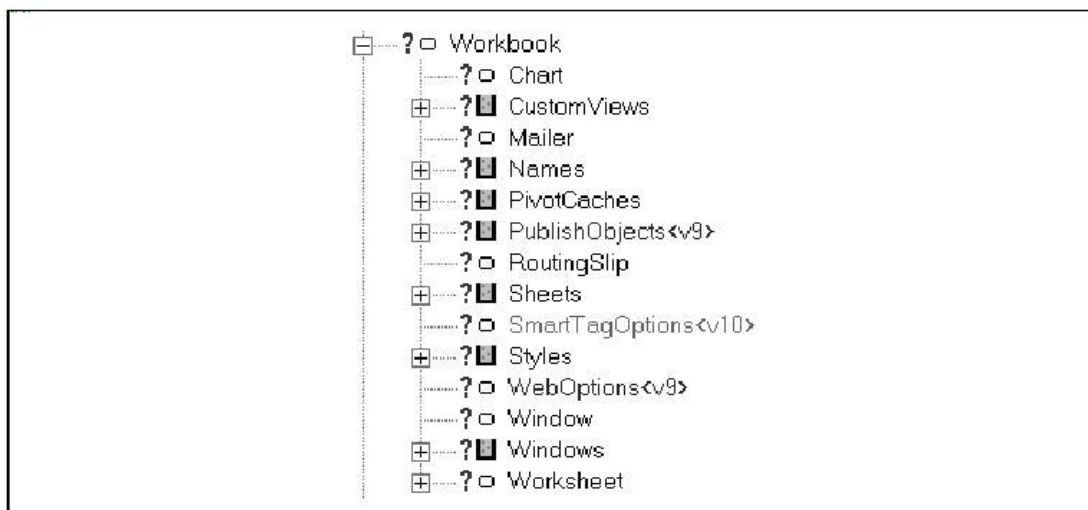 ? Workbook
? Chart
? CustomViews
? Mailer
? Names
? PivotCaches
? PublishObjects<v9>
? RoutingSlip
? Sheets
? SmartTagOptions<v10>
? Styles
? WebOptions<v9>
? Window
? Windows
? Worksheet